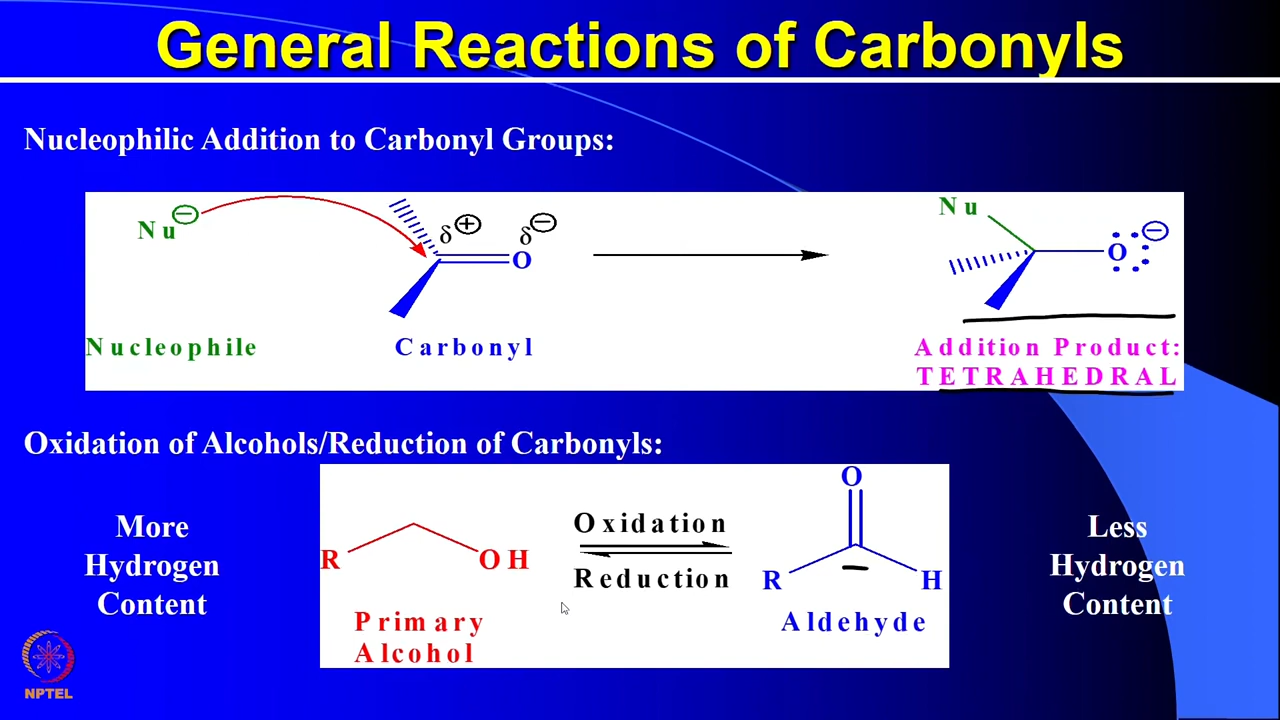 General Reactions of Carbonyls
Nucleophilic Addition to Carbonyl Groups:
Nu⊖
δ⊕
δ⊖
O
Nu
O⊖
Nucleophile
Carbonyl
Addition Product:
TETRAHEDRAL
Oxidation of Alcohols/Reduction of Carbonyls:
More
Hydrogen
Content
R
OH
Primary
Alcohol
Oxidation
Reduction
O
R
H
Aldehyde
Less
Hydrogen
Content
NPTEL